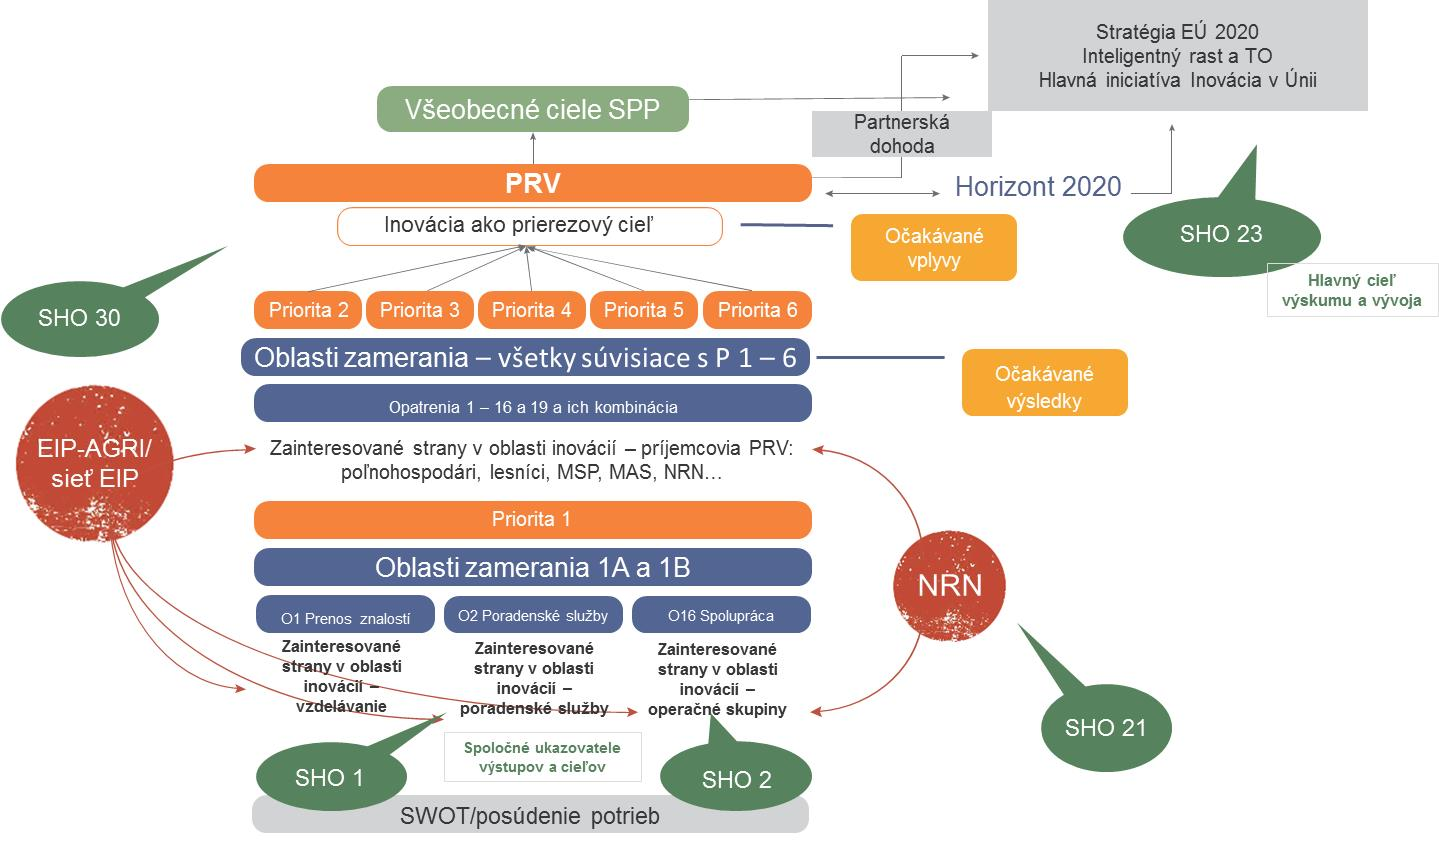 Stratégia EÚ 2020
Inteligentný rast a TO
Hlavná iniciatíva Inovácia v Únii
Všeobecné ciele SPP
Partnerská
dohoda
PRV
Horizont 2020
Inovácia ako prierezový cieľ
Očakávané
vplyvy
SHO 23
Hlavný cieľ
výskumu a vývoja
SHO 30
Priorita 2
Priorita 3
Priorita 4
Priorita 5
Priorita 6
Oblasti zamerania – všetky súvisiace s P 1 – 6
Očakávané
výsledky
Opatrenia 1 – 16 a 19 a ich kombinácia
EIP-AGRI/
sieť EIP
Zainteresované strany v oblasti inovácií – príjemcovia PRV:
poľnohospodári, lesníci, MSP, MAS, NRN…
Priorita 1
Oblasti zamerania 1A a 1B
NRN
O1 Prenos znalostí
O2 Poradenské služby
O16 Spolupráca
Zainteresované
strany v oblasti
inovácií –
vzdelávanie
Zainteresované
strany v oblasti
inovácií –
poradenské služby
Zainteresované
strany v oblasti
inovácií –
operačné skupiny
SHO 21
SHO 1
Spoločné ukazovatele
výstupov a cieľov
SHO 2
SWOT/posúdenie potrieb